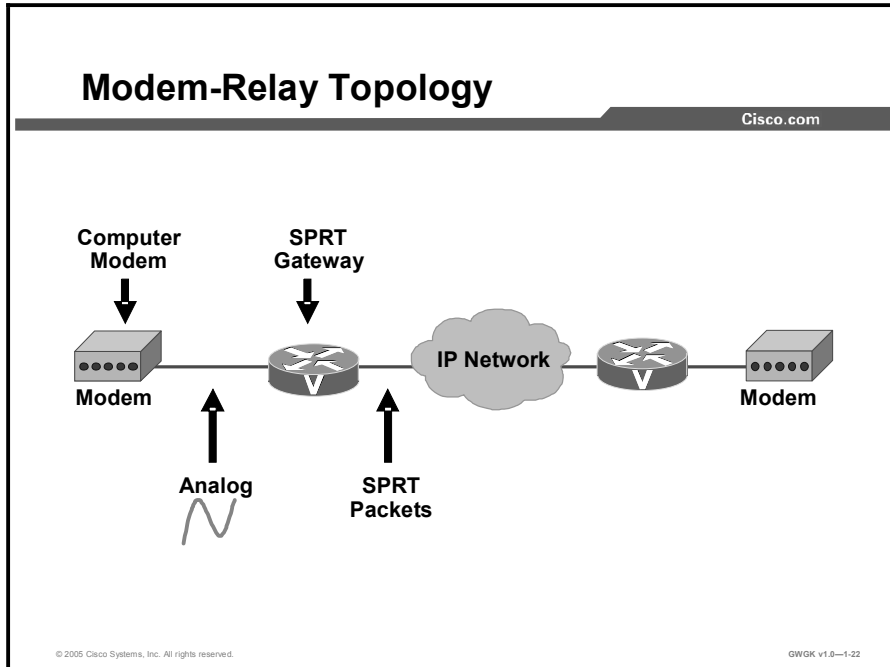 Modem-Relay Topology
Cisco.com
Computer
Modem
SPRT
Gateway
IP Network
V
V
Modem
Modem
Analog
SPRT
Packets
© 2005 Cisco Systems, Inc. All rights reserved.
GWGK v1.0—1-22